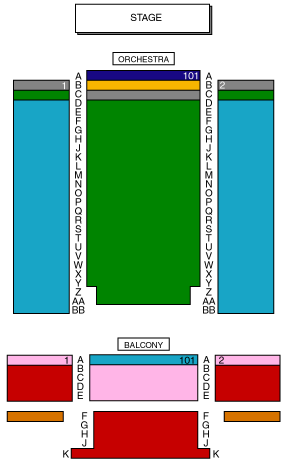 STAGE
ORCHESTRA
A 101 A
1 B B 2
C C
D D
E E
F F
G G
H H
J J
K K
L L
M M
N N
O O
P P
Q Q
R R
S S
T T
U U
V V
W W
X X
Y Y
Z Z
AA AA
BB BB
BALCONY
1 A 101 A 2
B B
C C
D D
E E
F F
G G
H H
J J
K K